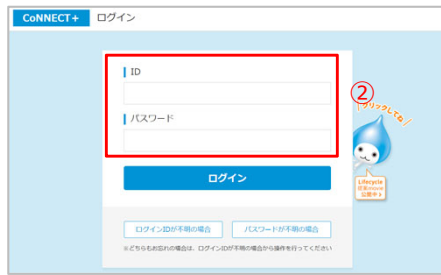 CoNNECT+ ログイン
ID
②
クリックしてね
パスワード
Lifecycle
ログイン
ログインIDが不明の場合 パスワードが不明の場合
※どちらもお忘れの場合は、ログインIDが不明の場合から操作を行ってください